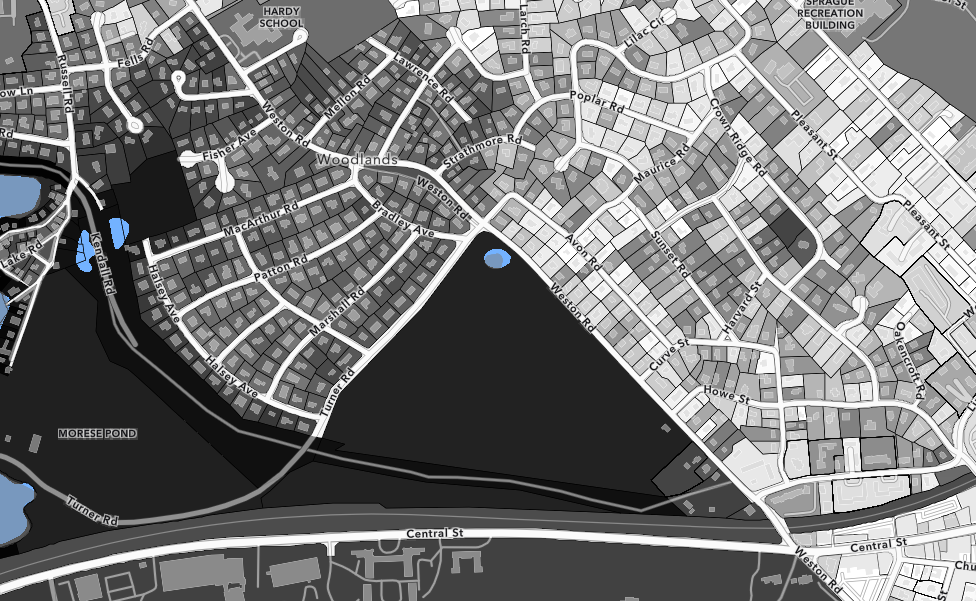 HARDY
SCHOOL
SPRAGUE
RECREATION
BUILDING
Larch Rd
Lilac Cir
Fells Rd
Russell Rd
Lawrence Rd
Mellon Rd
Poplar Rd
Weston Rd
Crown Ridge Rd
Pleasant St
Fisher Ave
Strathmore Rd
Woodlands
Maurice Rd
Weston Rd
Pleasant St
MacArthur Rd
Bradley Ave
Lake Rd
Kendall Rd
Avon Rd
Sunset Rd
Patton Rd
Halsey Ave
Marshall Rd
Weston Rd
Harvard St
Oakencroft Rd
Curve St
Halsey Ave
Turner Rd
Howe St
MORESE POND
Turner Rd
Central St
Central St
Weston Rd